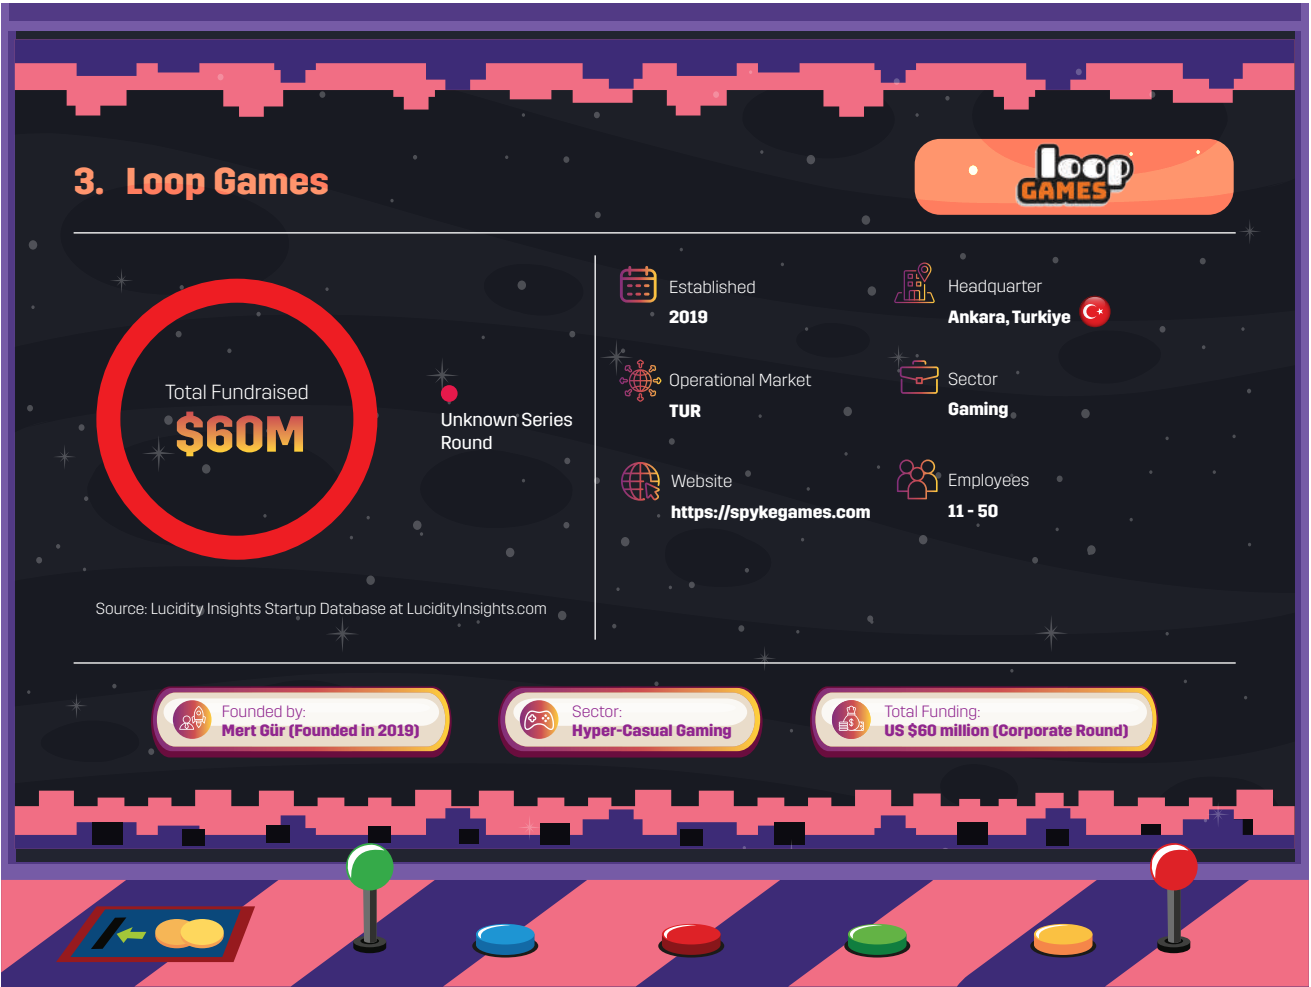 3. Loop Games
loop
GAMES
Total Fundraised
$60M
Unknown Series
Round
Source: Lucidity Insights Startup Database at LucidityInsights.com
Established
2019
Headquarter
Ankara, Turkiye
Operational Market
TUR
Sector
Gaming
Website
https://spykegames.com
Employees
11 - 50
Founded by:
Mert Gür (Founded in 2019)
Sector:
Hyper-Casual Gaming
Total Funding:
US $60 million (Corporate Round)